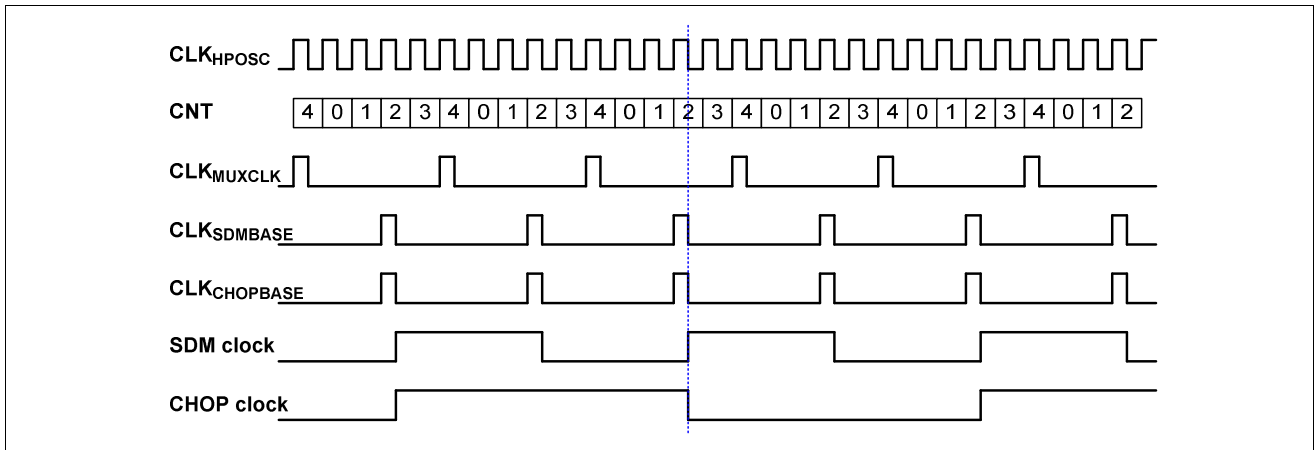 CLKHPOSC
CNT 4 0 1 2 3 4 0 1 2 3 4 0 1 2 3 4 0 1 2 3 4 0 1 2 3 4 0 1 2
CLKMUXCLK
CLKSDMBASE
CLKCHOPBASE
SDM clock
CHOP clock